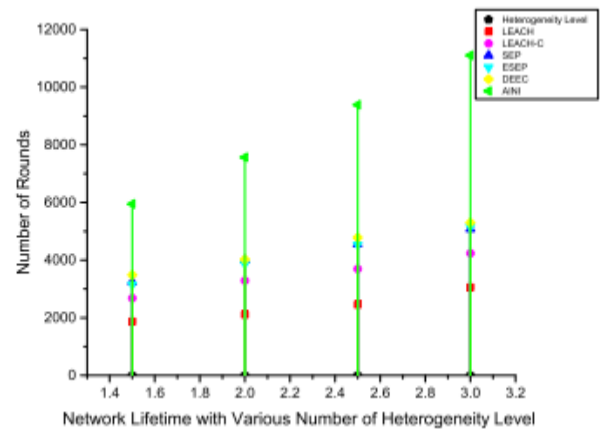 Heterogeneity Level
LEACH
LEACH-C
SEP
ESEP
DEEC
AINI
12000
10000
8000
6000
4000
2000
0
Number of Rounds
1.4 1.6 1.8 2.0 2.2 2.4 2.6 2.8 3.0 3.2
Network Lifetime with Various Number of Heterogeneity Level